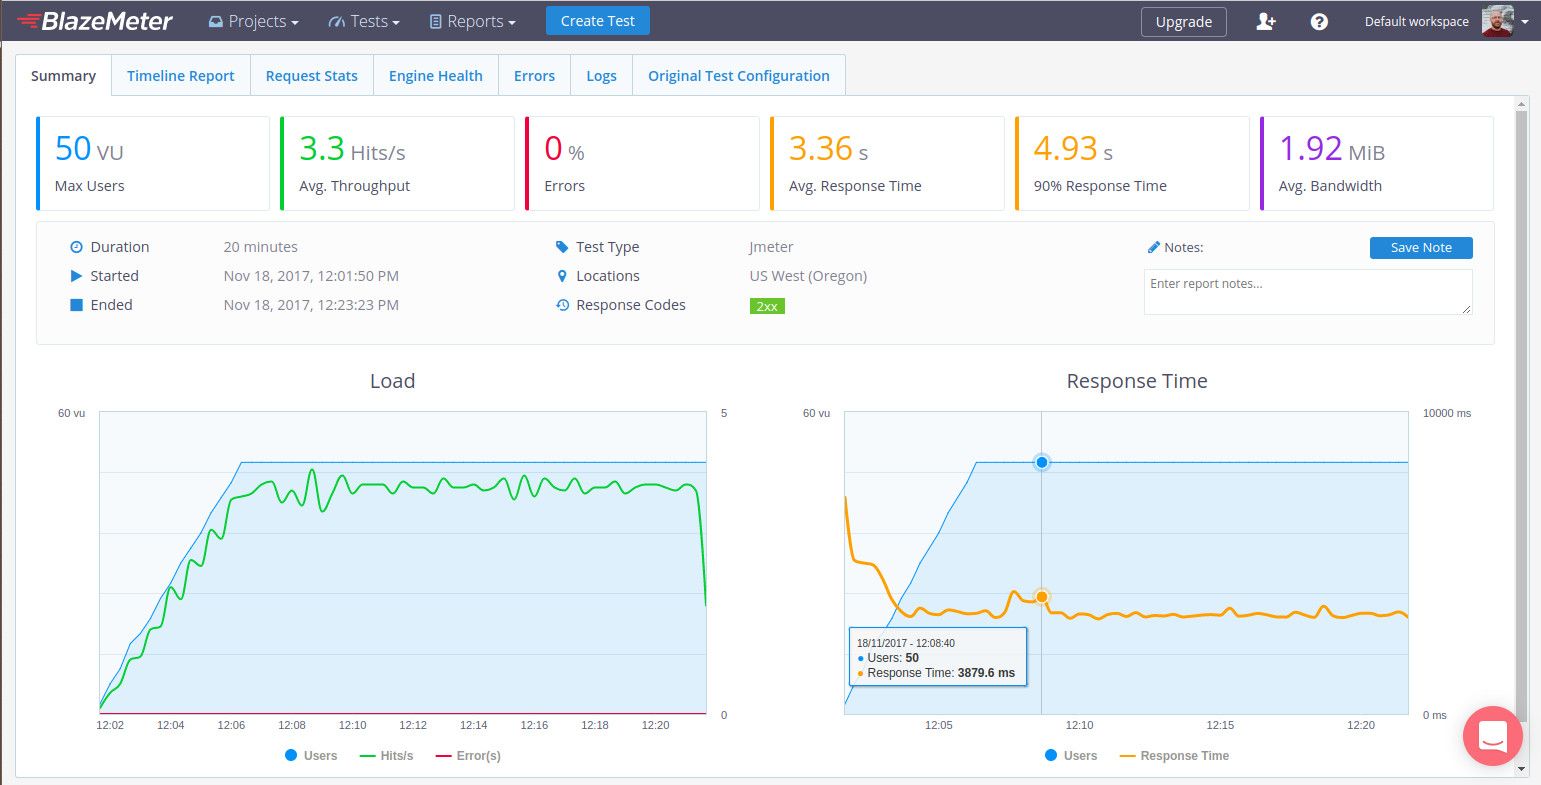 BlazeMeter Projects Tests Reports Create Test Upgrade Default workspace
Summary Timeline Report Request Stats Engine Health Errors Logs Original Test Configuration
50 VU 3.3 Hits/s 0 % 3.36 s 4.93 s 1.92 MiB
Max Users Avg. Throughput Errors Avg. Response Time 90% Response Time Avg. Bandwidth
Duration 20 minutes Test Type Jmeter Notes: Save Note
Started Nov 18, 2017, 12:01:50 PM Locations US West (Oregon) Enter report notes...
Ended Nov 18, 2017, 12:23:23 PM Response Codes 2xx
Load
60 vu 5
0
12:02 12:04 12:06 12:08 12:10 12:12 12:14 12:16 12:18 12:20
Users Hits/s Error(s)
Response Time
60 vu 10000 ms
18/11/2017 - 12:08:40
Users: 50
Response Time: 3879.6 ms
0 ms
12:05 12:10 12:15 12:20
Users Response Time